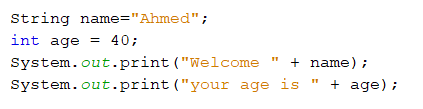 String name="Ahmed";
int age = 40;
System.out.print("Welcome " + name);
System.out.print("your age is " + age);